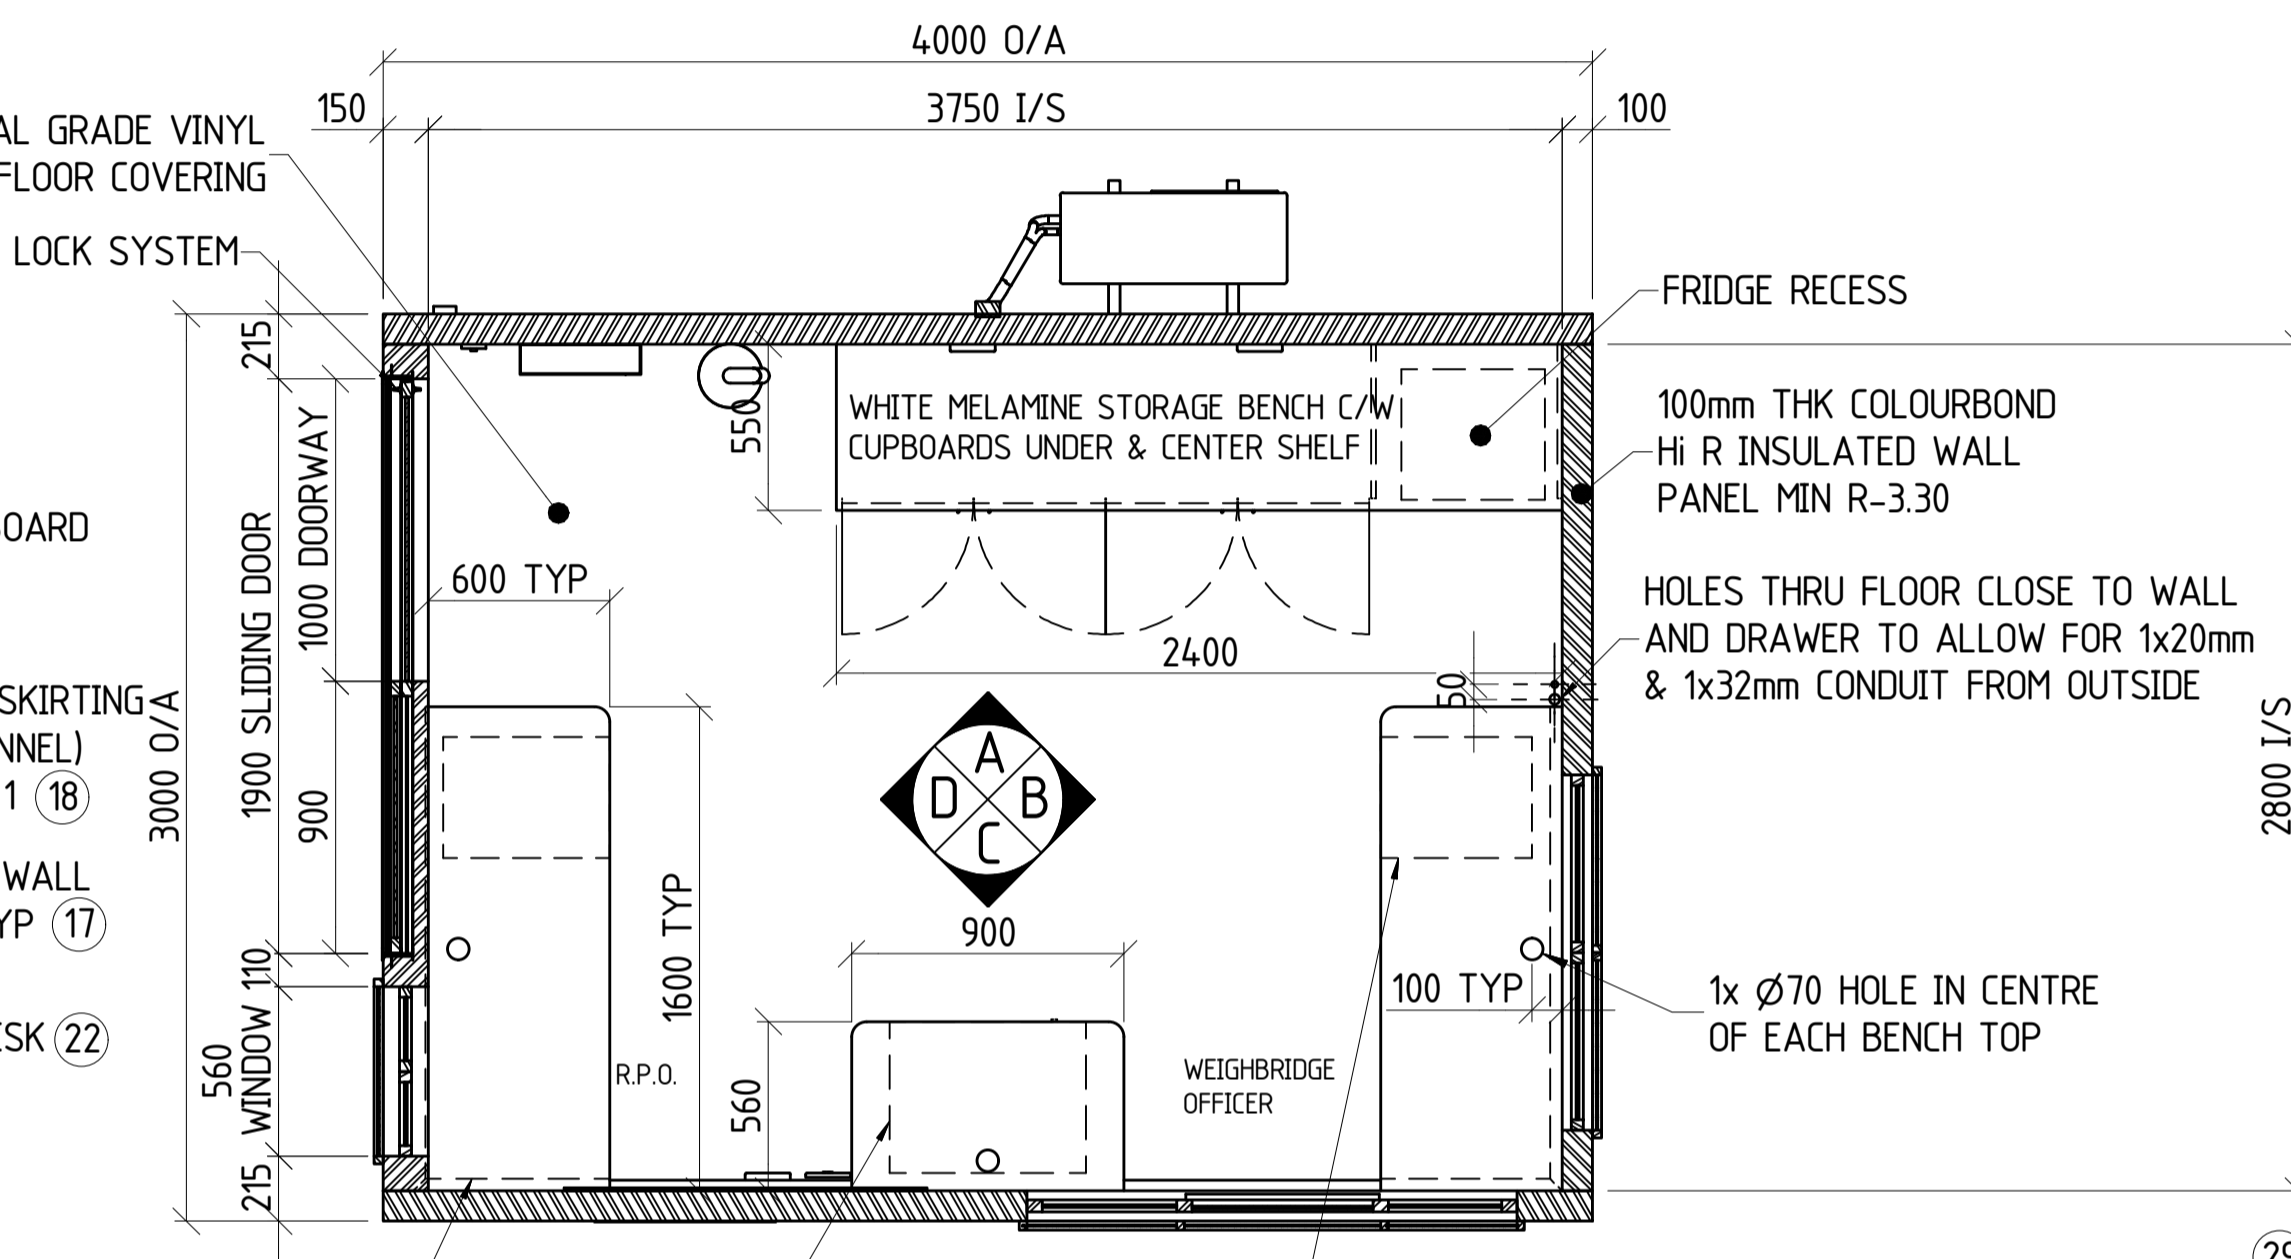 4000 O/A
150
3750 I/S
100
AL GRADE VINYL
FLOOR COVERING
LOCK SYSTEM
FRIDGE RECESS
215
1000 DOORWAY
1900 SLIDING DOOR
3000 O/A
900
110
560
WINDOW
215
550
WHITE MELAMINE STORAGE BENCH C/W
CUPBOARDS UNDER & CENTER SHELF
100mm THK COLOURBOND
Hi R INSULATED WALL
PANEL MIN R-3.30
OARD
600 TYP
2400
50
HOLES THRU FLOOR CLOSE TO WALL
AND DRAWER TO ALLOW FOR 1x20mm
& 1x32mm CONDUIT FROM OUTSIDE
2800 I/S
SKIRTING
NNEL)
1 18
WALL
YP 17
ESK 22
A
D B
C
1600 TYP
900
100 TYP
1x Ø70 HOLE IN CENTRE
OF EACH BENCH TOP
R.P.O.
560
WEIGHBRIDGE
OFFICER